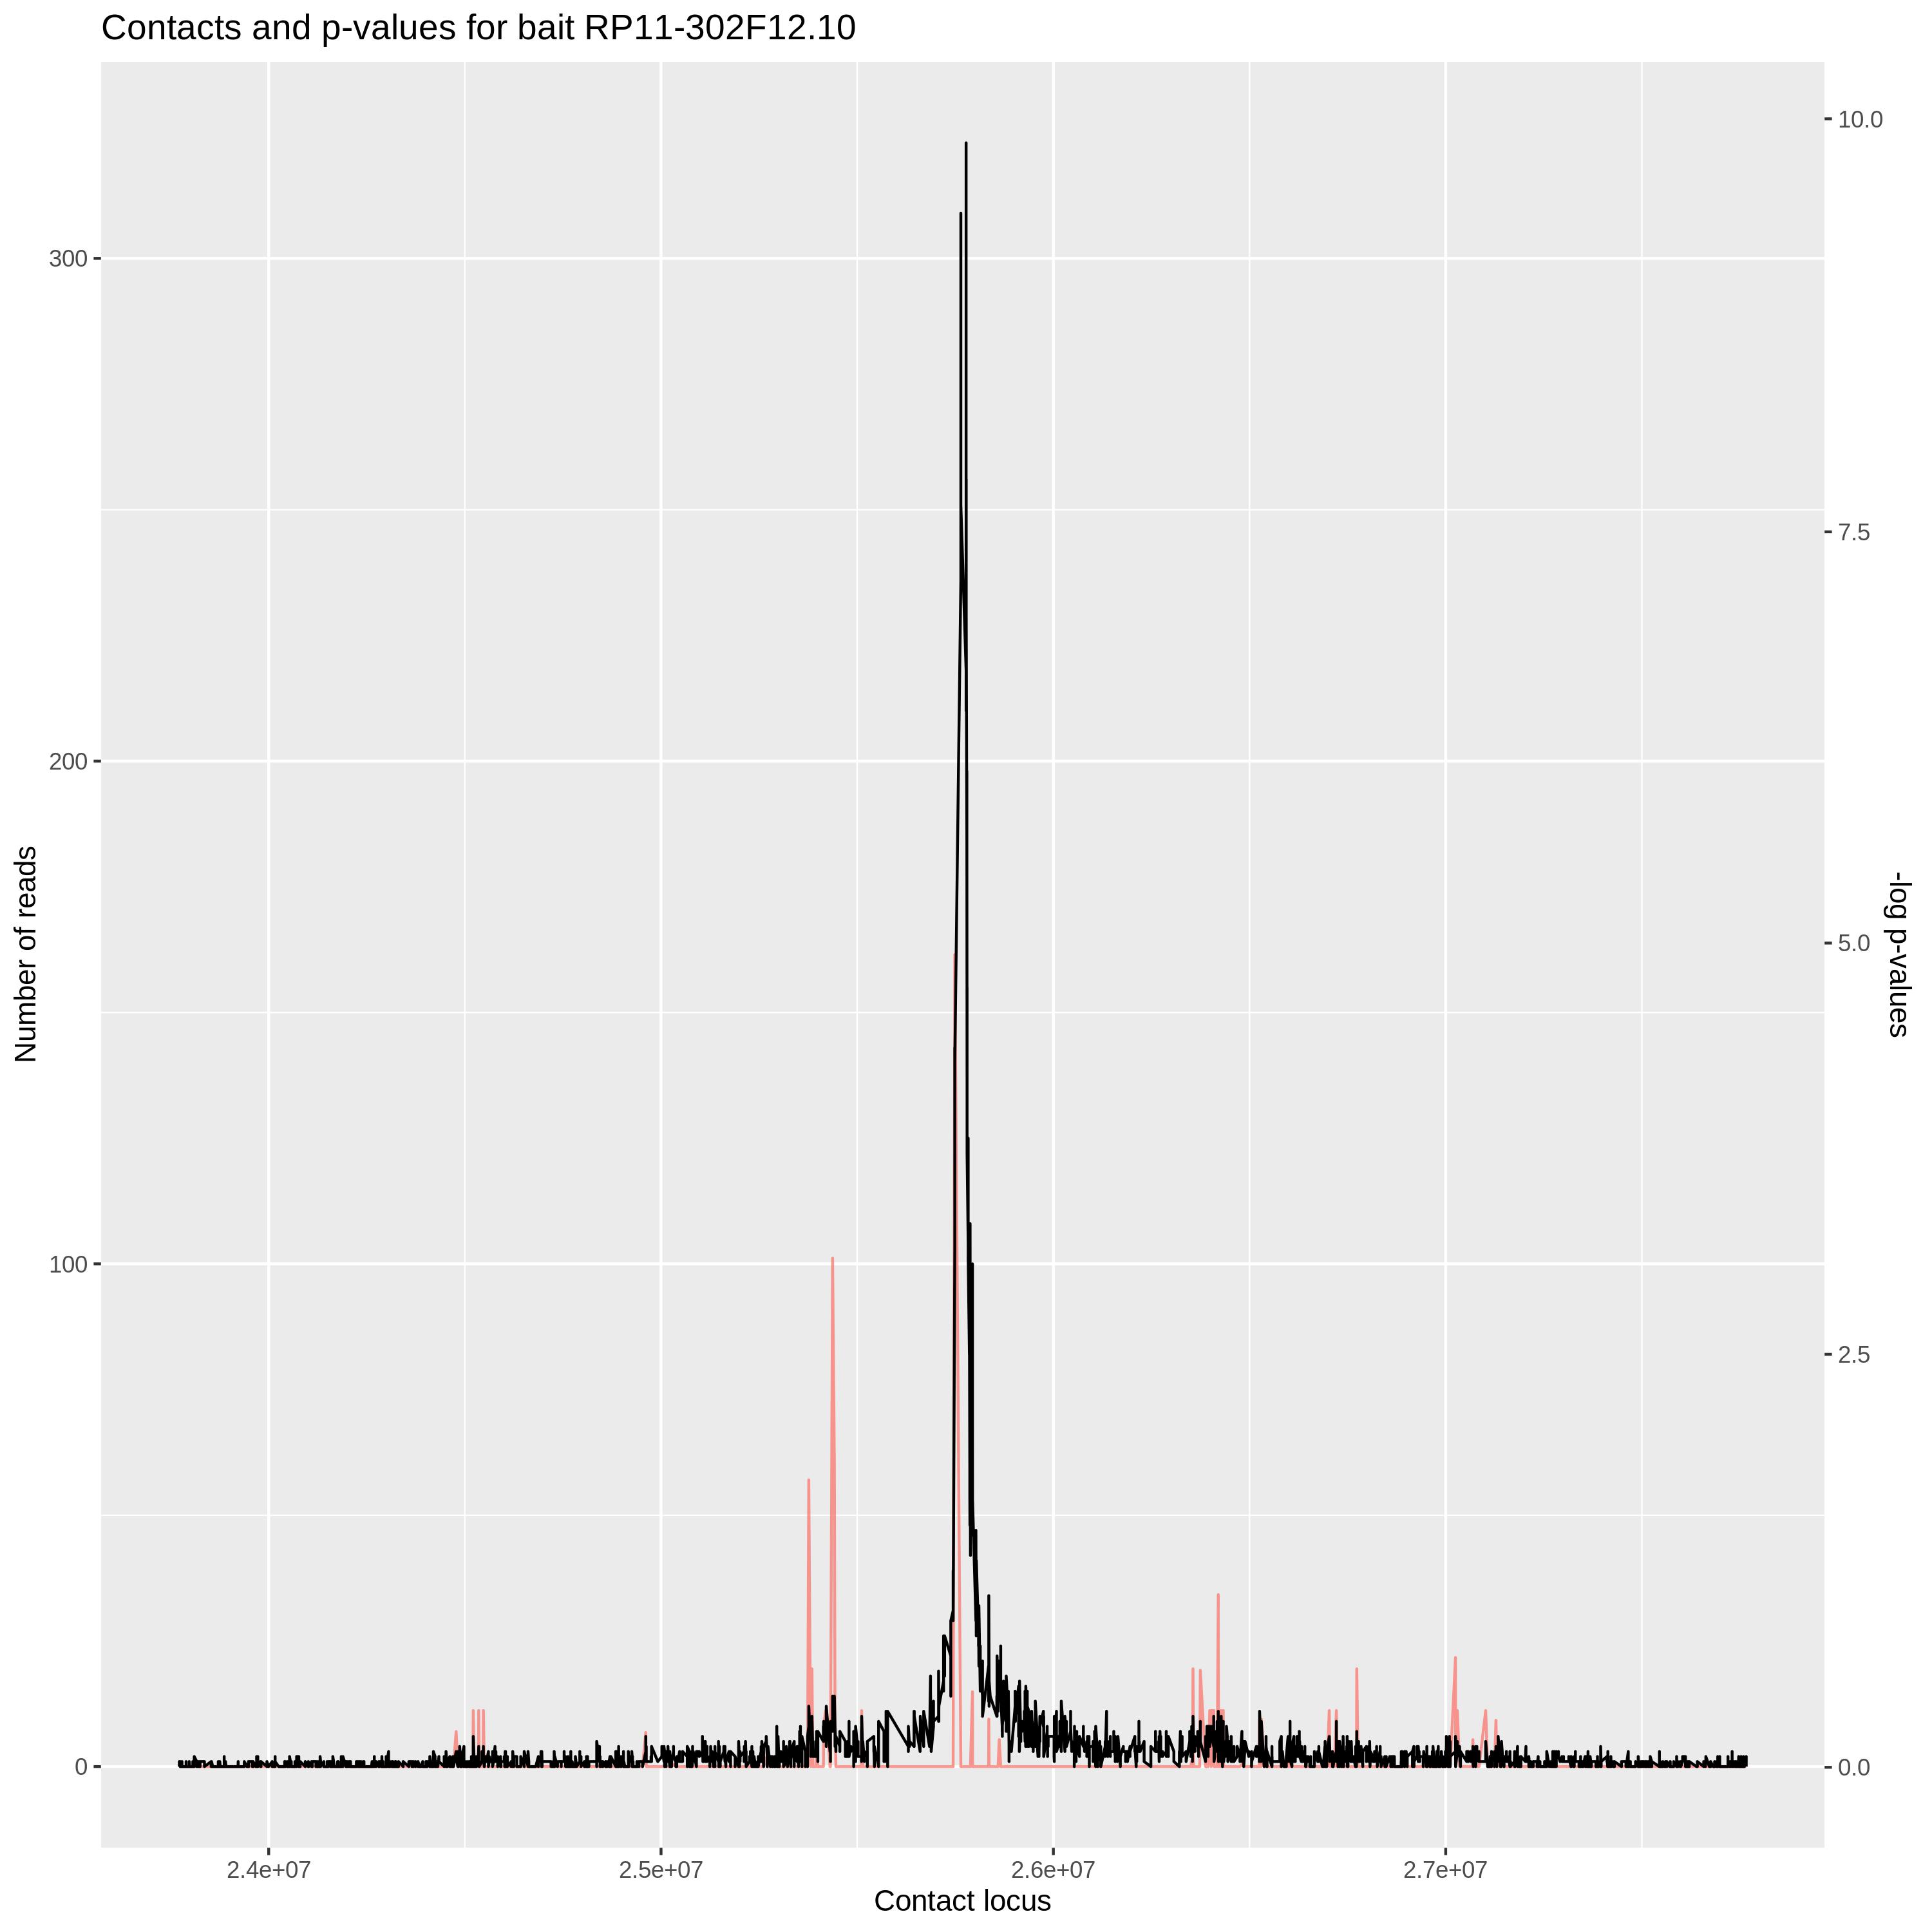 Contacts and p-values for bait RP11-302F12.10
Number of reads
300
200
100
0
10.0
7.5
5.0
2.5
0.0
-log p-values
2.4e+07
2.5e+07
2.6e+07
2.7e+07
Contact locus